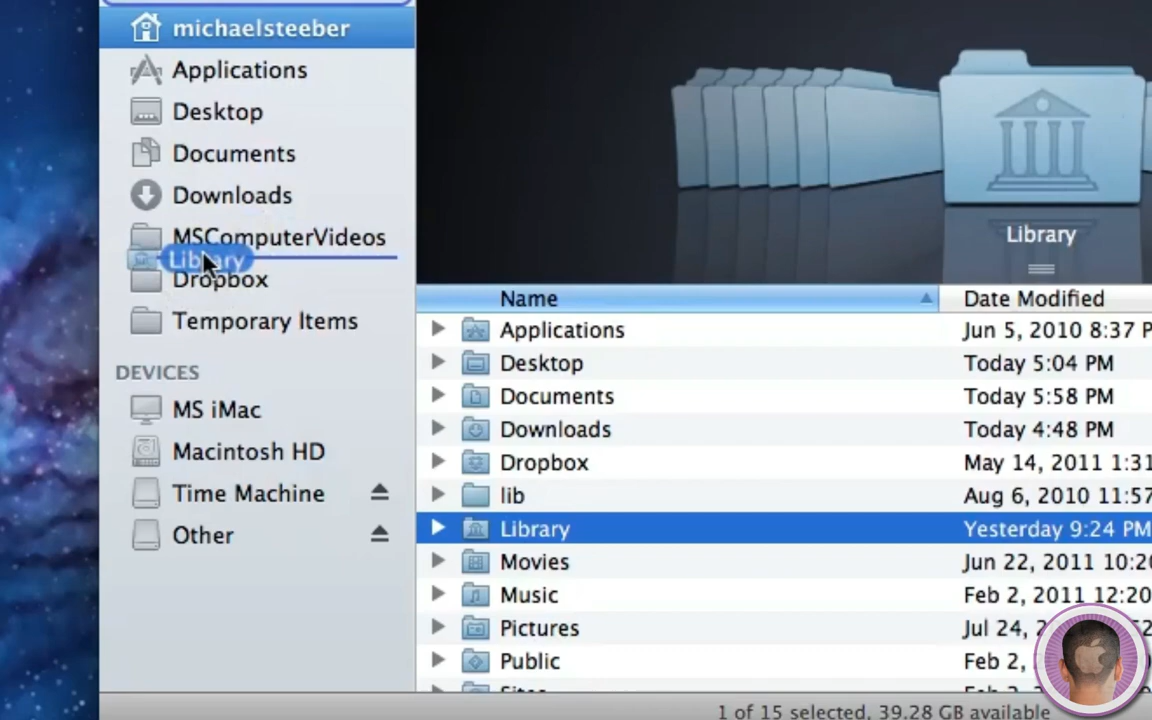 michaelsteeber
Applications
Desktop
Documents
Downloads
MSComputerVideos
Library
Dropbox
Temporary Items
DEVICES
MS iMac
Macintosh HD
Time Machine
Other
Library
Name Date Modified
Applications Jun 5, 2010 8:37 P
Desktop Today 5:04 PM
Documents Today 5:58 PM
Downloads Today 4:48 PM
Dropbox May 14, 2011 1:31
lib Aug 6, 2010 11:57
Library Yesterday 9:24 PM
Movies Jun 22, 2011 10:20
Music Feb 2, 2011 12:20
Pictures Jul 24, 2
Public Feb 2,
1 of 15 selected, 39.28 GB available